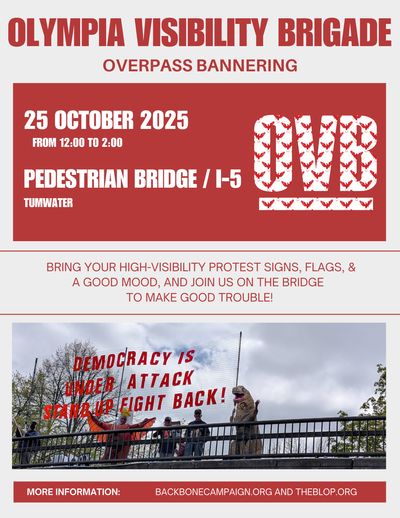 OLYMPIA VISIBILITY BRIGADE
OVERPASS BANNERING
25 OCTOBER 2025
FROM 12:00 TO 2:00
PEDESTRIAN BRIDGE / I-5
TUMWATER
OVB
BRING YOUR HIGH-VISIBILITY PROTEST SIGNS, FLAGS, &
A GOOD MOOD, AND JOIN US ON THE BRIDGE
TO MAKE GOOD TROUBLE!
DEMOCRACY IS
UNDER ATTACK
STAND UP FIGHT BACK!
MORE INFORMATION: BACKBONECAMPAIGN.ORG AND THEBLOP.ORG